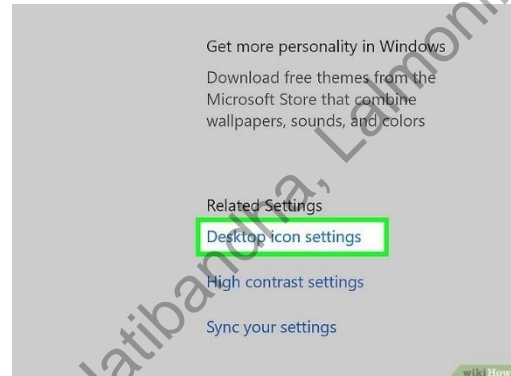 Get more personality in Windows
Download free themes from the
Microsoft Store that combine
wallpapers, sounds, and colors
Related Settings
Desktop icon settings
High contrast settings
Sync your settings
wikiHow